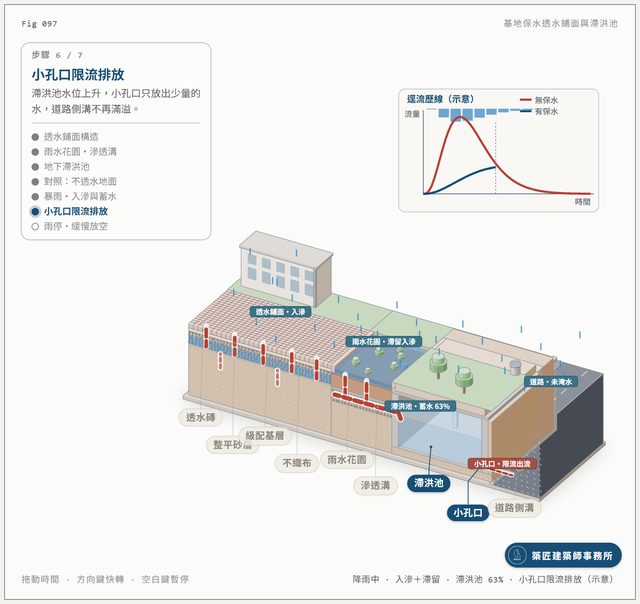 Fig 097
基地保水透水鋪面與滯洪池
步驟 6 / 7
小孔口限流排放
滯洪池水位上升，小孔口只放出少量的
水，道路側溝不再滿溢。
透水鋪面構造
雨水花園・滲透溝
地下滯洪池
對照：不透水地面
暴雨・入滲與蓄水
小孔口限流排放
雨停・緩慢放空
逕流歷線（示意）
無保水
有保水
流量
時間
透水鋪面・入滲
雨水花園・滯留入滲
道路・未淹水
滯洪池・蓄水 63%
小孔口・限流出流
透水磚
整平砂層
級配基層
不織布
雨水花園
滲透溝
滯洪池
小孔口
道路側溝
築匠建築師事務所
拖動時間 · 方向鍵快轉 · 空白鍵暫停
降雨中 · 入滲＋滯留 · 滯洪池 63% · 小孔口限流排放（示意）